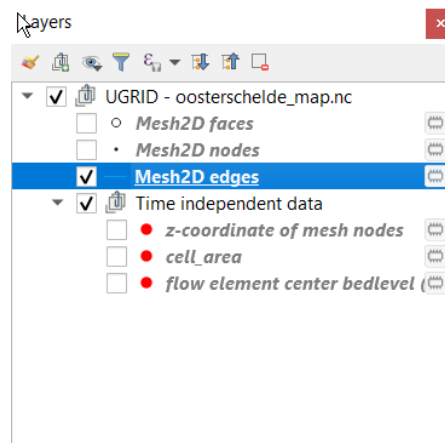 Layers
UGRID - oosterschelde_map.nc
Mesh2D faces
Mesh2D nodes
Mesh2D edges
Time independent data
z-coordinate of mesh nodes
cell_area
flow element center bedlevel (